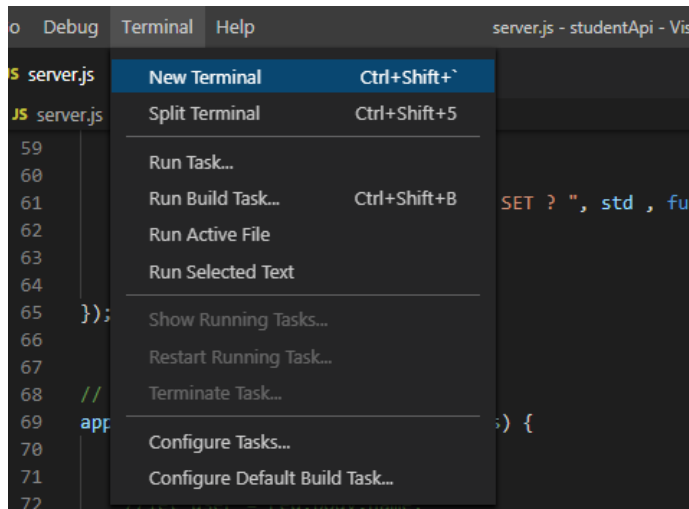 Debug Terminal Help server.js - studentApi - Vis
JS server.js
New Terminal Ctrl+Shift+`
JS server.js
Split Terminal Ctrl+Shift+5
59
Run Task...
60
61 Run Build Task... Ctrl+Shift+B SET ? ", std , fu
62 Run Active File
63 Run Selected Text
64
65 }); Show Running Tasks...
66
67 Restart Running Task...
68 // Terminate Task...
69 app ) {
70 Configure Tasks...
71 Configure Default Build Task...
72